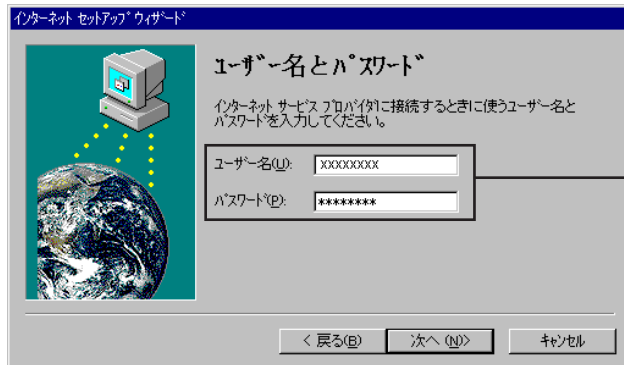 インターネット セットアップ ウィザード
ユーザー名とパスワード
インターネット サービス プロバイダに接続するときに使うユーザー名と
パスワードを入力してください。
ユーザー名(U): XXXXXXXX
パスワード(P): ********
< 戻る(B) 次へ (N)> キャンセル